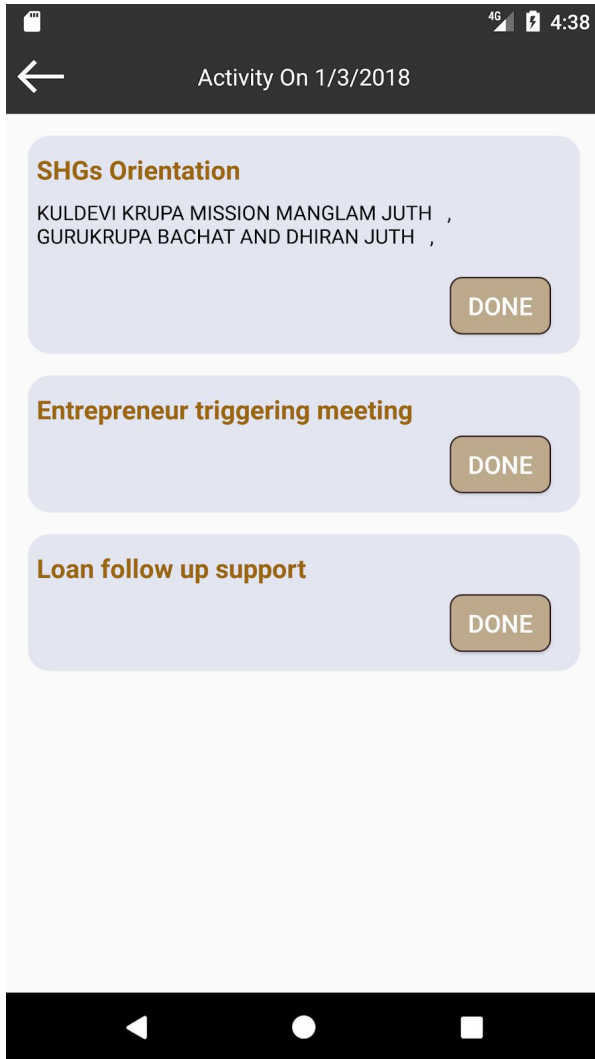 4G 4:38
Activity On 1/3/2018
SHGs Orientation
KULDEVI KRUPA MISSION MANGLAM JUTH ,
GURUKRUPA BACHAT AND DHIRAN JUTH ,
DONE
Entrepreneur triggering meeting
DONE
Loan follow up support
DONE